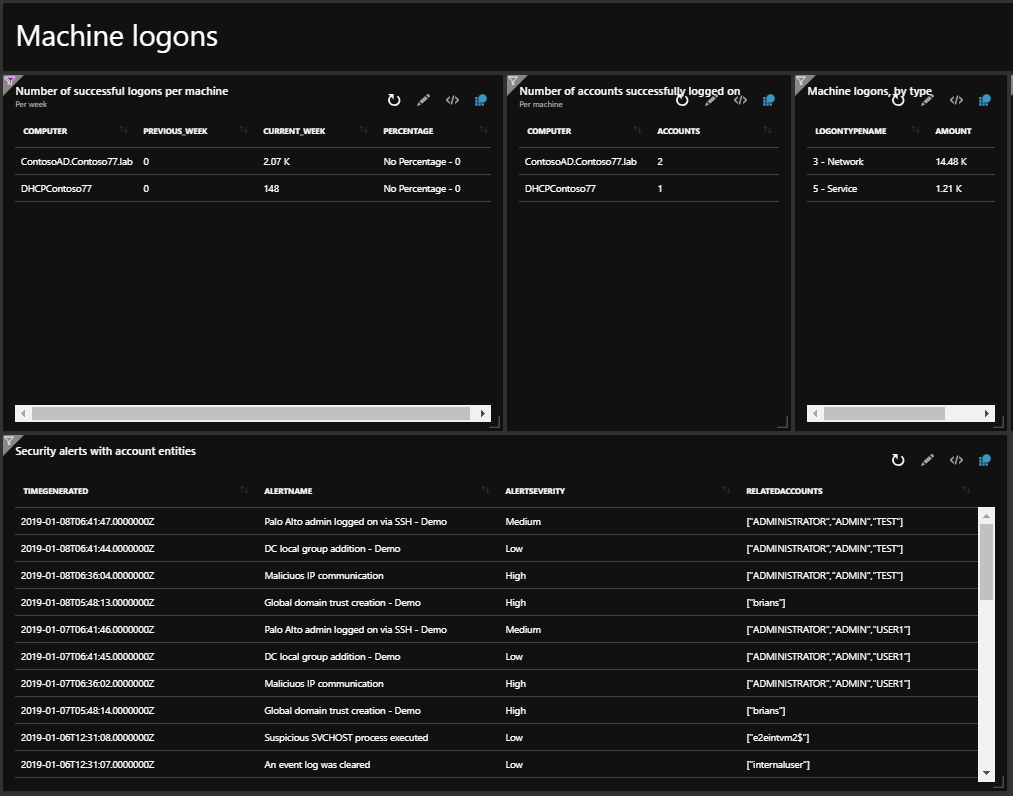 Machine logons
Number of successful logons per machine
Per week
COMPUTER PREVIOUS_WEEK CURRENT_WEEK PERCENTAGE
ContosoAD.Contoso77.lab 0 2.07 K No Percentage - 0
DHCPContoso77 0 148 No Percentage - 0
Number of accounts successfully logged on
Per machine
COMPUTER ACCOUNTS
ContosoAD.Contoso77.lab 2
DHCPContoso77 1
Machine logons, by type
LOGONTYPENAME AMOUNT
3 - Network 14.48 K
5 - Service 1.21 K
Security alerts with account entities
TIMEGENERATED ALERTNAME ALERTSEVERITY RELATEDACCOUNTS
2019-01-08T06:41:47.0000000Z Palo Alto admin logged on via SSH - Demo Medium ["ADMINISTRATOR","ADMIN","TEST"]
2019-01-08T06:41:44.0000000Z DC local group addition - Demo Low ["ADMINISTRATOR","ADMIN","TEST"]
2019-01-08T06:36:04.0000000Z Maliciuos IP communication High ["ADMINISTRATOR","ADMIN","TEST"]
2019-01-08T05:48:13.0000000Z Global domain trust creation - Demo High ["brians"]
2019-01-07T06:41:46.0000000Z Palo Alto admin logged on via SSH - Demo Medium ["ADMINISTRATOR","ADMIN","USER1"]
2019-01-07T06:41:45.0000000Z DC local group addition - Demo Low ["ADMINISTRATOR","ADMIN","USER1"]
2019-01-07T06:36:02.0000000Z Maliciuos IP communication High ["ADMINISTRATOR","ADMIN","USER1"]
2019-01-07T05:48:14.0000000Z Global domain trust creation - Demo High ["brians"]
2019-01-06T12:31:08.0000000Z Suspicious SVCHOST process executed Low ["e2eintvm2$"]
2019-01-06T12:31:07.0000000Z An event log was cleared Low ["internaluser"]